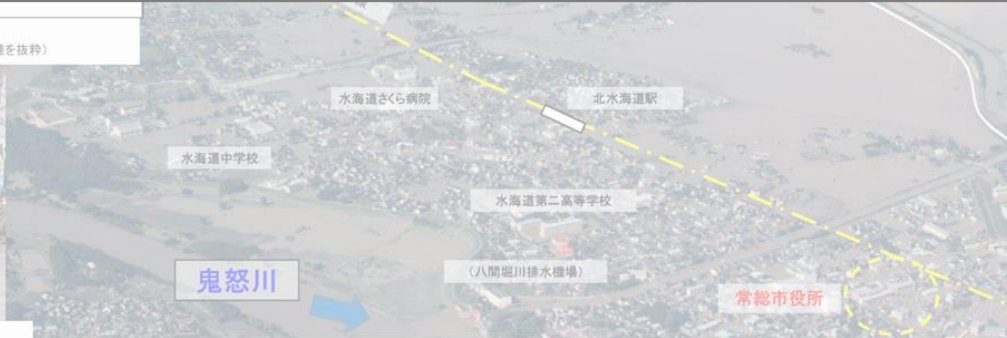 を抜粋）
水海道さくら病院
北水海道駅
水海道中学校
水海道第二高等学校
鬼怒川
（八間堀川排水機場）
常総市役所